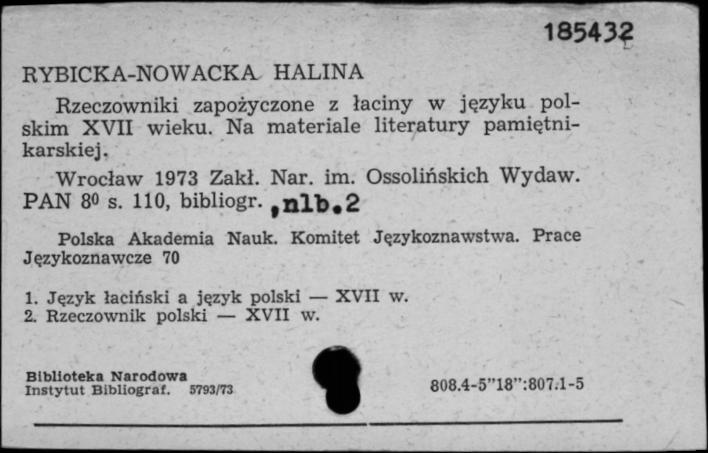 185432
RYBICKA-NOWACKA HALINA
Rzeczowniki zapożyczone z łaciny w języku pol-
skim XVII wieku. Na materiale literatury pamiętni-
karskiej.
Wrocław 1973 Zakł. Nar. im. Ossolińskich Wydaw.
PAN 8⁰ s. 110, bibliogr. ,nlb.2
Polska Akademia Nauk. Komitet Językoznawstwa. Prace
Językoznawcze 70
1. Język łaciński a język polski — XVII w.
2. Rzeczownik polski — XVII w.
Biblioteka Narodowa
Instytut Bibliograf. 5793/73
808.4-5”18”:807.1-5